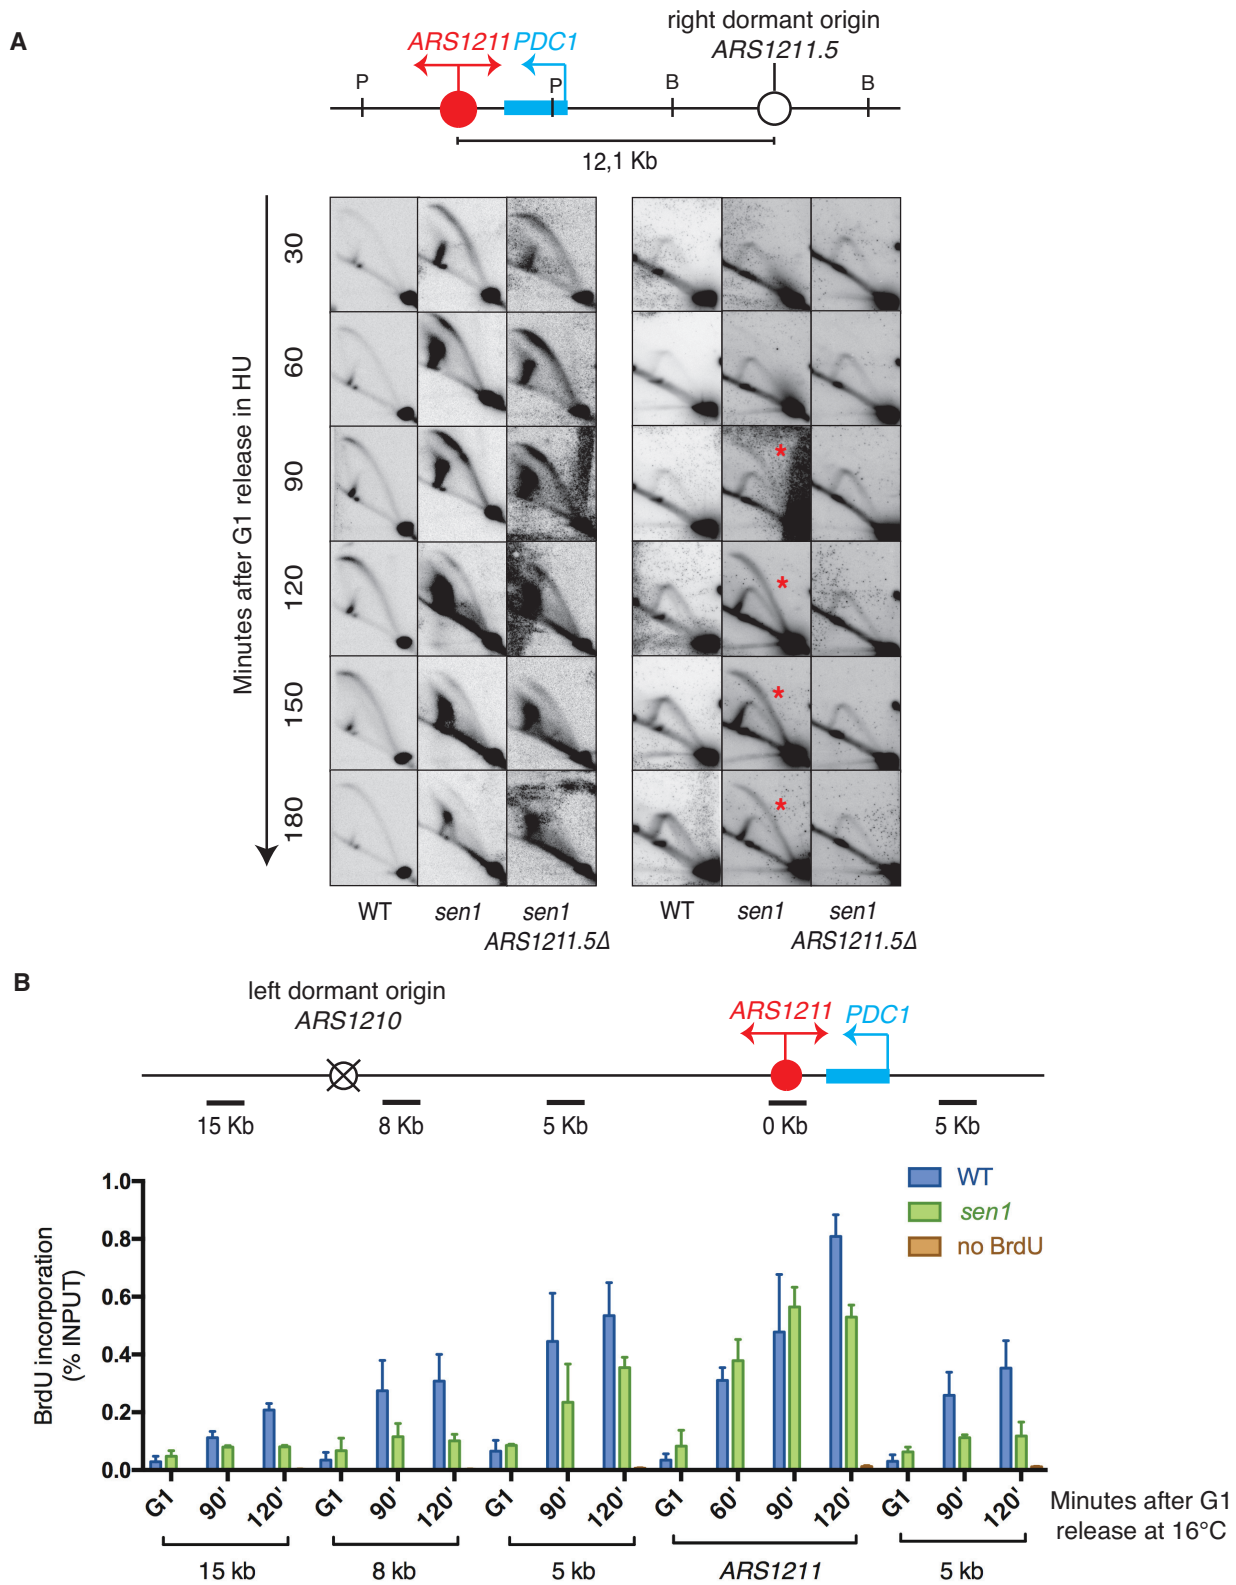 A
right dormant origin
ARS1211.5
ARS1211 PDC1
P P B B
12,1 Kb
Minutes after G1 release in HU
30
60
90
120
150
180
*
*
*
*
WT sen1 sen1 ARS1211.5Δ
WT sen1 sen1 ARS1211.5Δ
B
left dormant origin
ARS1210
ARS1211 PDC1
15 Kb 8 Kb 5 Kb 0 Kb 5 Kb
BrdU incorporation
(% INPUT)
1.0
0.8
0.6
0.4
0.2
0.0
WT
sen1
no BrdU
G1 90' 120' G1 90' 120' G1 90' 120' G1 60' 90' 120' G1 90' 120'
Minutes after G1
release at 16°C
15 kb 8 kb 5 kb ARS1211 5 kb